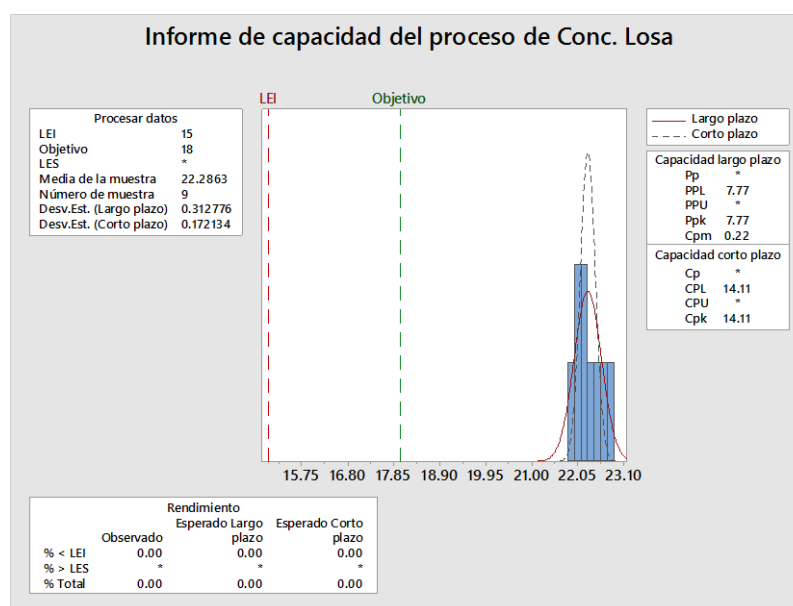 Informe de capacidad del proceso de Conc. Losa
LEI Objetivo
Procesar datos
LEI 15
Objetivo 18
LES *
Media de la muestra 22.2863
Número de muestra 9
Desv.Est. (Largo plazo) 0.312776
Desv.Est. (Corto plazo) 0.172134
Largo plazo
Corto plazo
Capacidad largo plazo
Pp *
PPL 7.77
PPU *
Ppk 7.77
Cpm 0.22
Capacidad corto plazo
Cp *
CPL 14.11
CPU *
Cpk 14.11
15.75 16.80 17.85 18.90 19.95 21.00 22.05 23.10
Rendimiento
Esperado Largo Esperado Corto
Observado plazo plazo
% < LEI 0.00 0.00 0.00
% > LES * * *
% Total 0.00 0.00 0.00